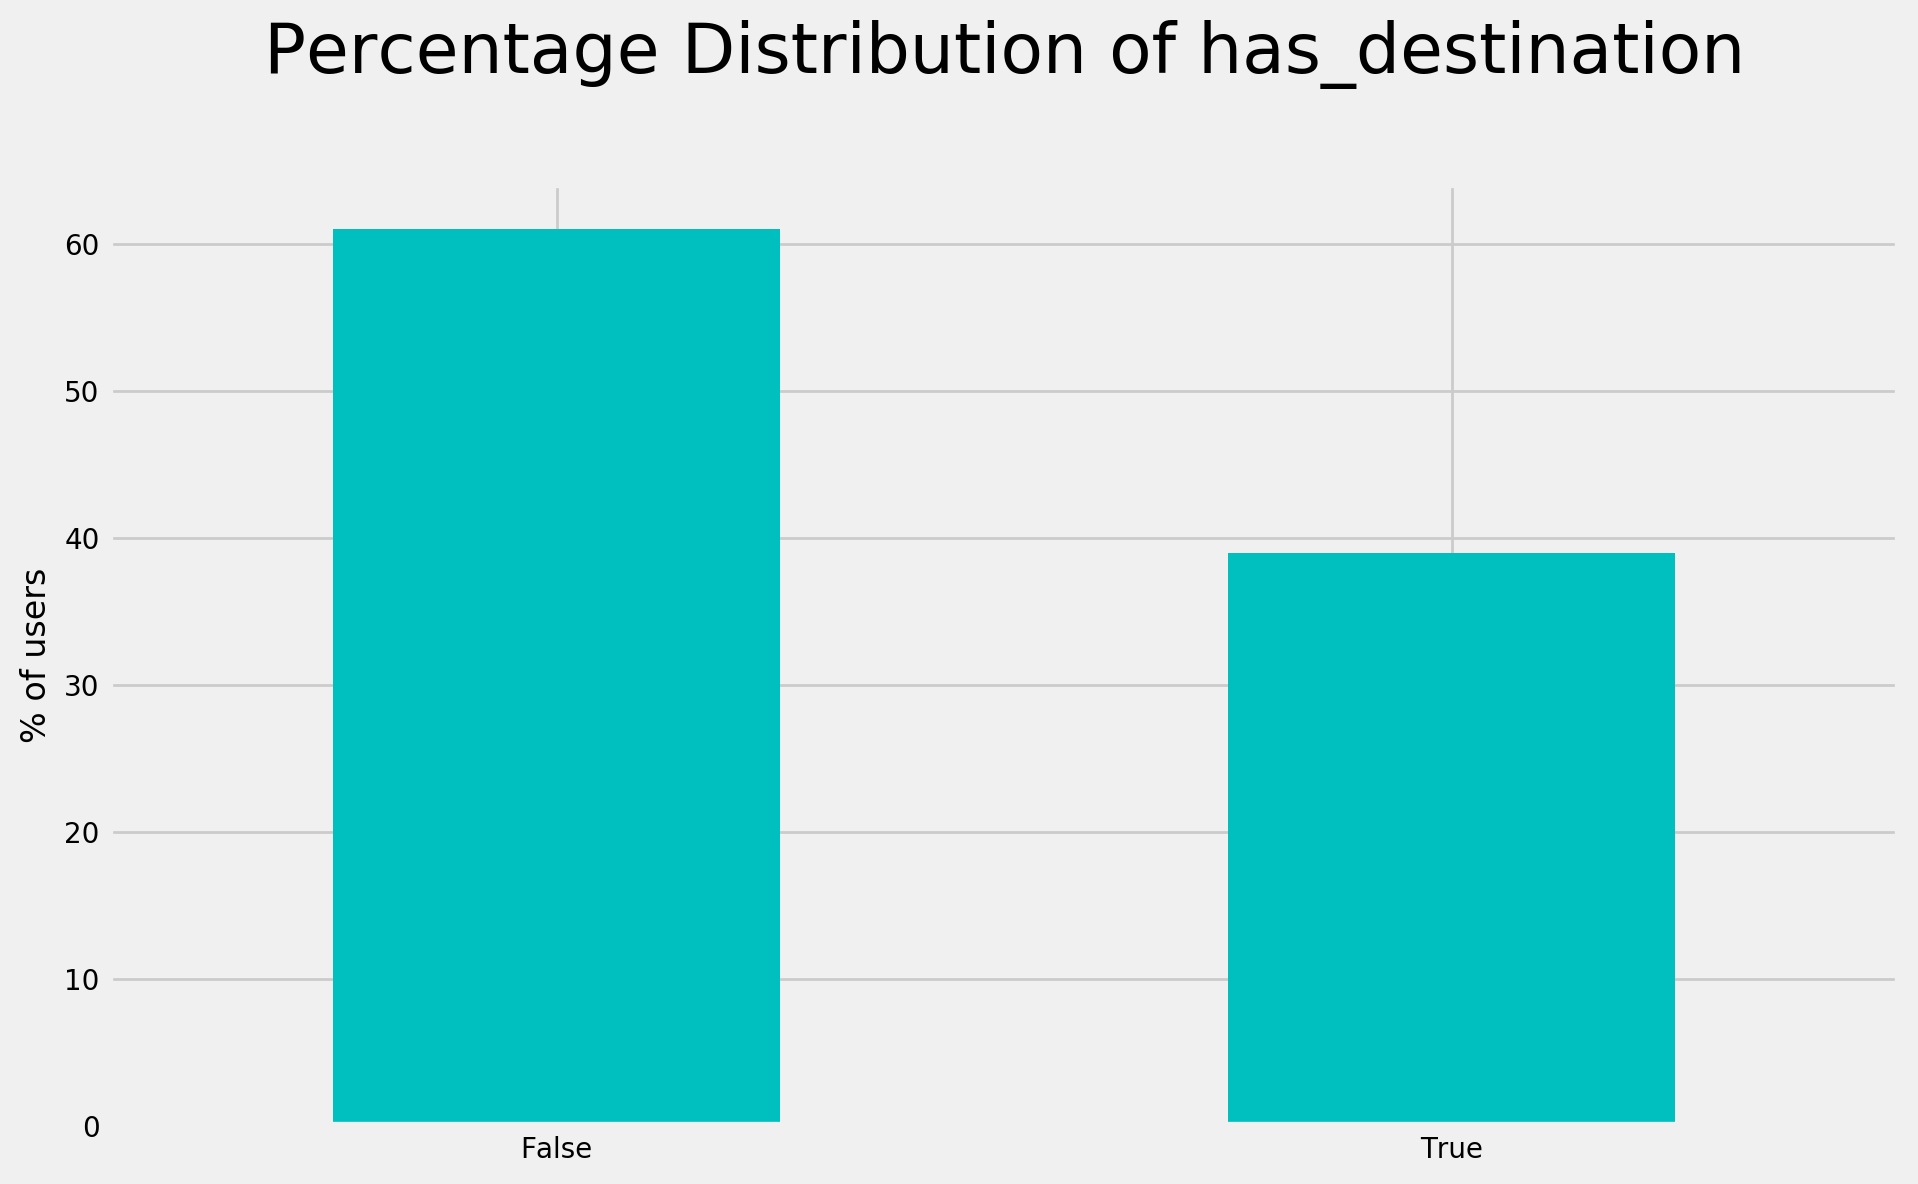 Percentage Distribution of has_destination
60
50
40
30
20
10
0
% of users
False
True